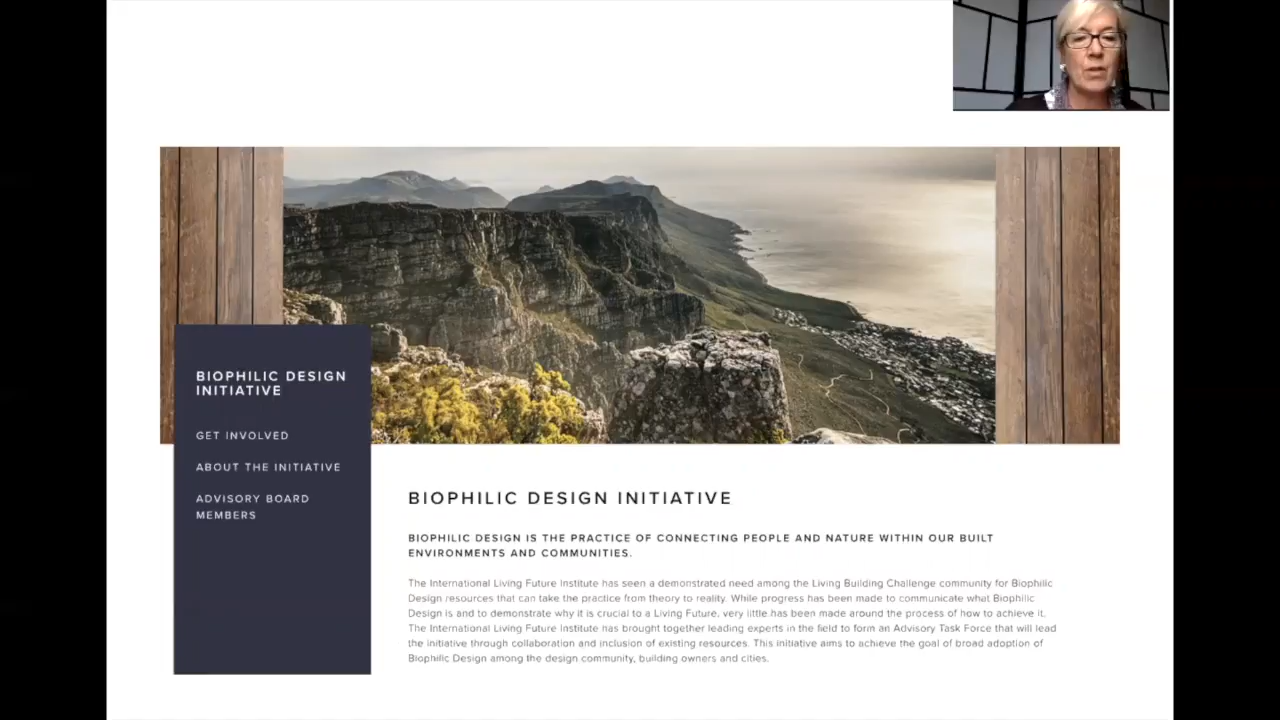 BIOPHILIC DESIGN
INITIATIVE
GET INVOLVED
ABOUT THE INITIATIVE
ADVISORY BOARD
MEMBERS
BIOPHILIC DESIGN INITIATIVE
BIOPHILIC DESIGN IS THE PRACTICE OF CONNECTING PEOPLE AND NATURE WITHIN OUR BUILT
ENVIRONMENTS AND COMMUNITIES.
The International Living Future Institute has seen a demonstrated need among the Living Building Challenge community for Biophilic
Design resources that can take the practice from theory to reality. While progress has been made to communicate what Biophilic
Design is and to demonstrate why it is crucial to a Living Future, very little has been made around the process of how to achieve it.
The International Living Future Institute has brought together leading experts in the field to form an Advisory Task Force that will lead
the initiative through collaboration and inclusion of existing resources. This initiative aims to achieve the goal of broad adoption of
Biophilic Design among the design community, building owners and cities.